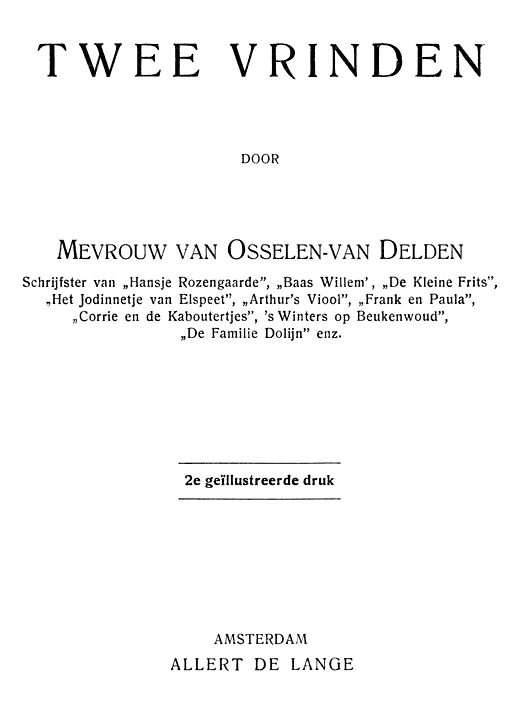 TWEE VRINDEN
DOOR
MEVROUW VAN OSSELEN-VAN DELDEN
Schrijfster van „Hansje Rozengaarde”, „Baas Willem', „De Kleine Frits”,
„Het Jodinnetje van Elspeet”, „Arthur's Viool”, „Frank en Paula”,
„Corrie en de Kaboutertjes”, 's Winters op Beukenwoud”,
„De Familie Dolijn” enz.
2e geïllustreerde druk
AMSTERDAM
ALLERT DE LANGE